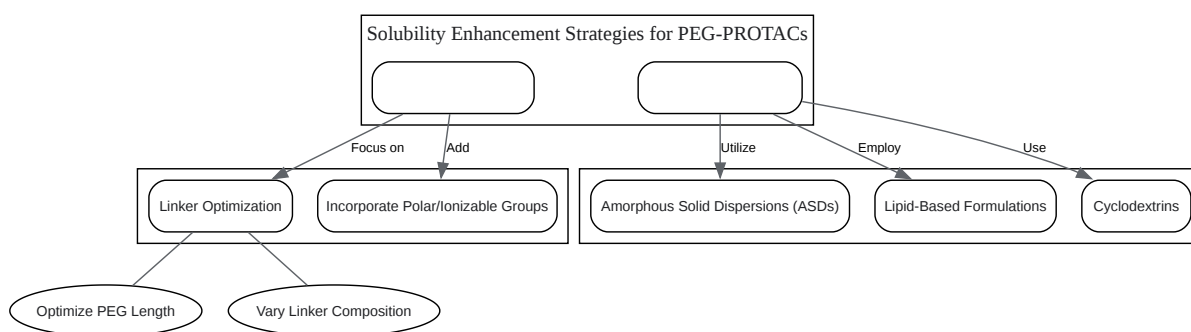 Solubility Enhancement Strategies for PEG-PROTACs
Focus on
Add
Utilize
Employ
Use
Linker Optimization
Incorporate Polar/Ionizable Groups
Amorphous Solid Dispersions (ASDs)
Lipid-Based Formulations
Cyclodextrins
Optimize PEG Length
Vary Linker Composition